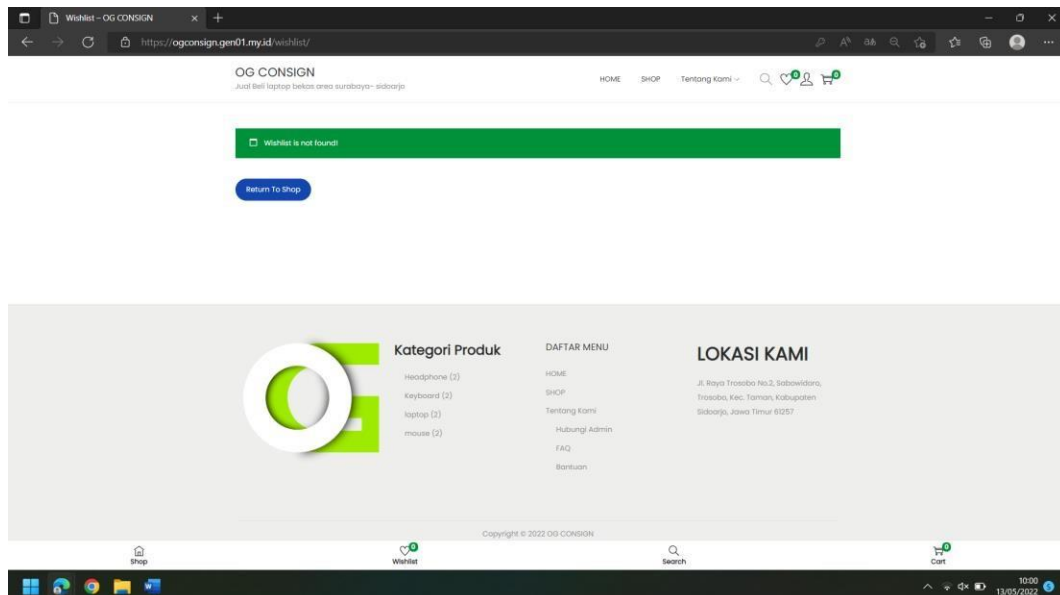 Wishlist – OG CONSIGN
https://ogconsign.gen01.my.id/wishlist/
OG CONSIGN
Jual Beli laptop bekas area surabaya- sidoarjo
HOME SHOP Tentang Kami 0 0
Wishlist is not found!
Return To Shop
OG
Kategori Produk
Headphone (2)
Keyboard (2)
laptop (2)
mouse (2)
DAFTAR MENU
HOME
SHOP
Tentang Kami
Hubungi Admin
FAQ
Bantuan
LOKASI KAMI
Jl. Raya Trosobo No.2, Sabowidoro,
Trosobo, Kec. Taman, Kabupaten
Sidoarjo, Jawa Timur 61257
Copyright © 2022 OG CONSIGN
Shop
0
Wishlist
Search
0
Cart
10:00
13/05/2022